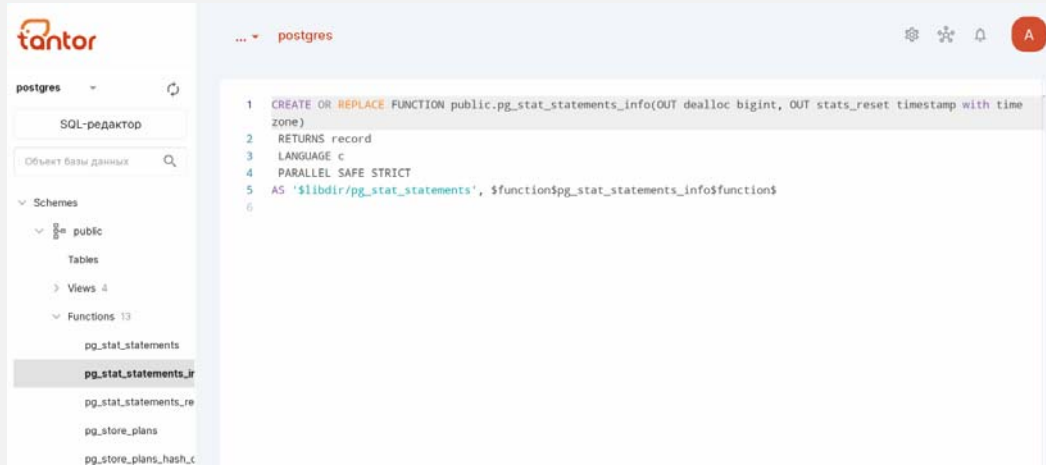 tantor
... postgres
A
postgres
SQL-редактор
Объект базы данных
Schemes
public
Tables
Views 4
Functions 13
pg_stat_statements
pg_stat_statements_in
pg_stat_statements_re
pg_store_plans
pg_store_plans_hash_c
1 CREATE OR REPLACE FUNCTION public.pg_stat_statements_info(OUT dealloc bigint, OUT stats_reset timestamp with time
zone)
2 RETURNS record
3 LANGUAGE c
4 PARALLEL SAFE STRICT
5 AS '$libdir/pg_stat_statements', $function$pg_stat_statements_info$function$
6